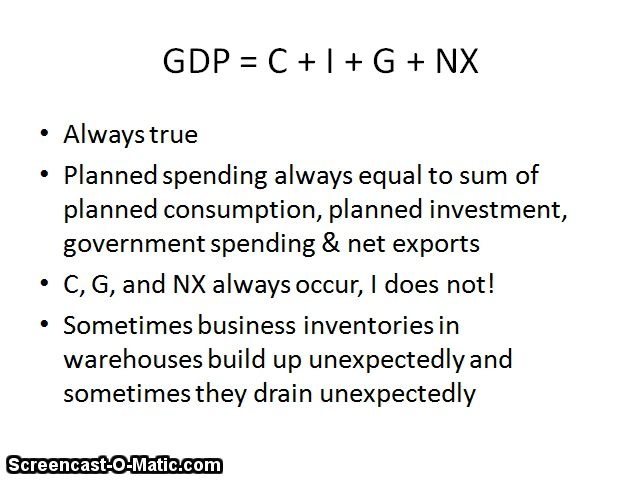 GDP = C + I + G + NX
• Always true
• Planned spending always equal to sum of
planned consumption, planned investment,
government spending & net exports
• C, G, and NX always occur, I does not!
• Sometimes business inventories in
warehouses build up unexpectedly and
sometimes they drain unexpectedly
Screencast-O-Matic.com